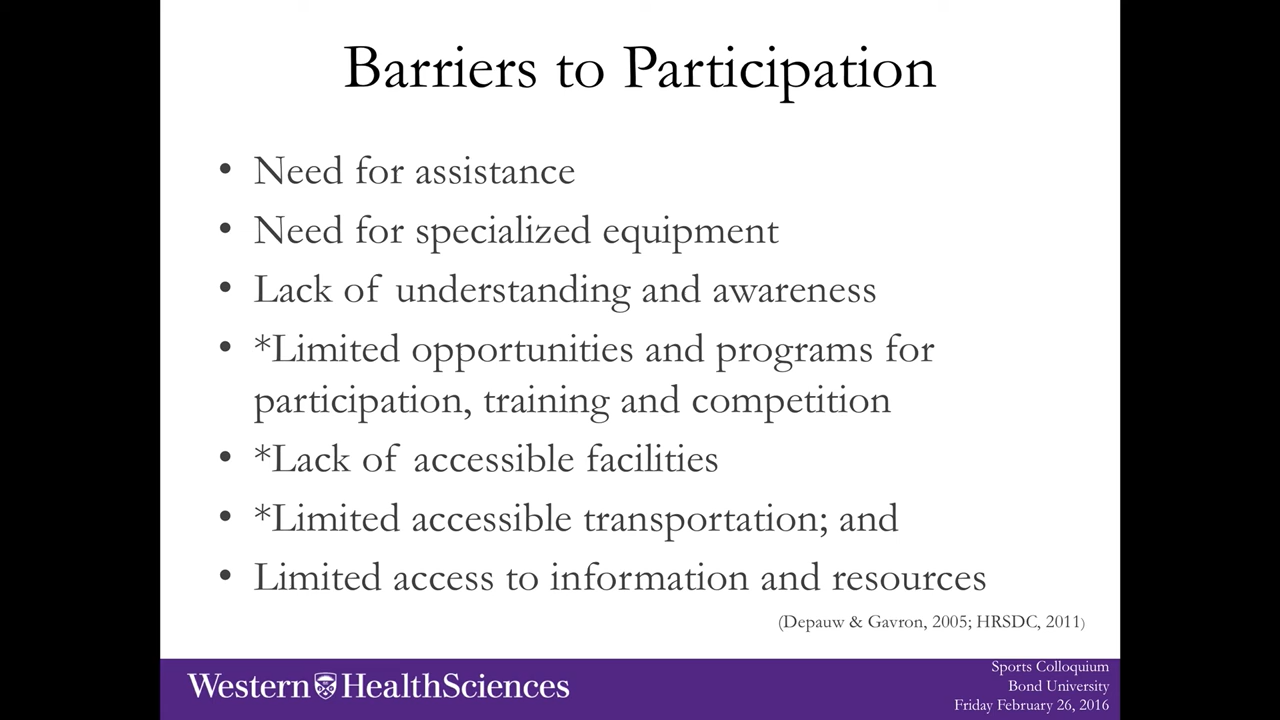 Barriers to Participation
• Need for assistance
• Need for specialized equipment
• Lack of understanding and awareness
• *Limited opportunities and programs for
participation, training and competition
• *Lack of accessible facilities
• *Limited accessible transportation; and
• Limited access to information and resources
(Depauw & Gavron, 2005; HRSDC, 2011)
Western HealthSciences
Sports Colloquium
Bond University
Friday February 26, 2016